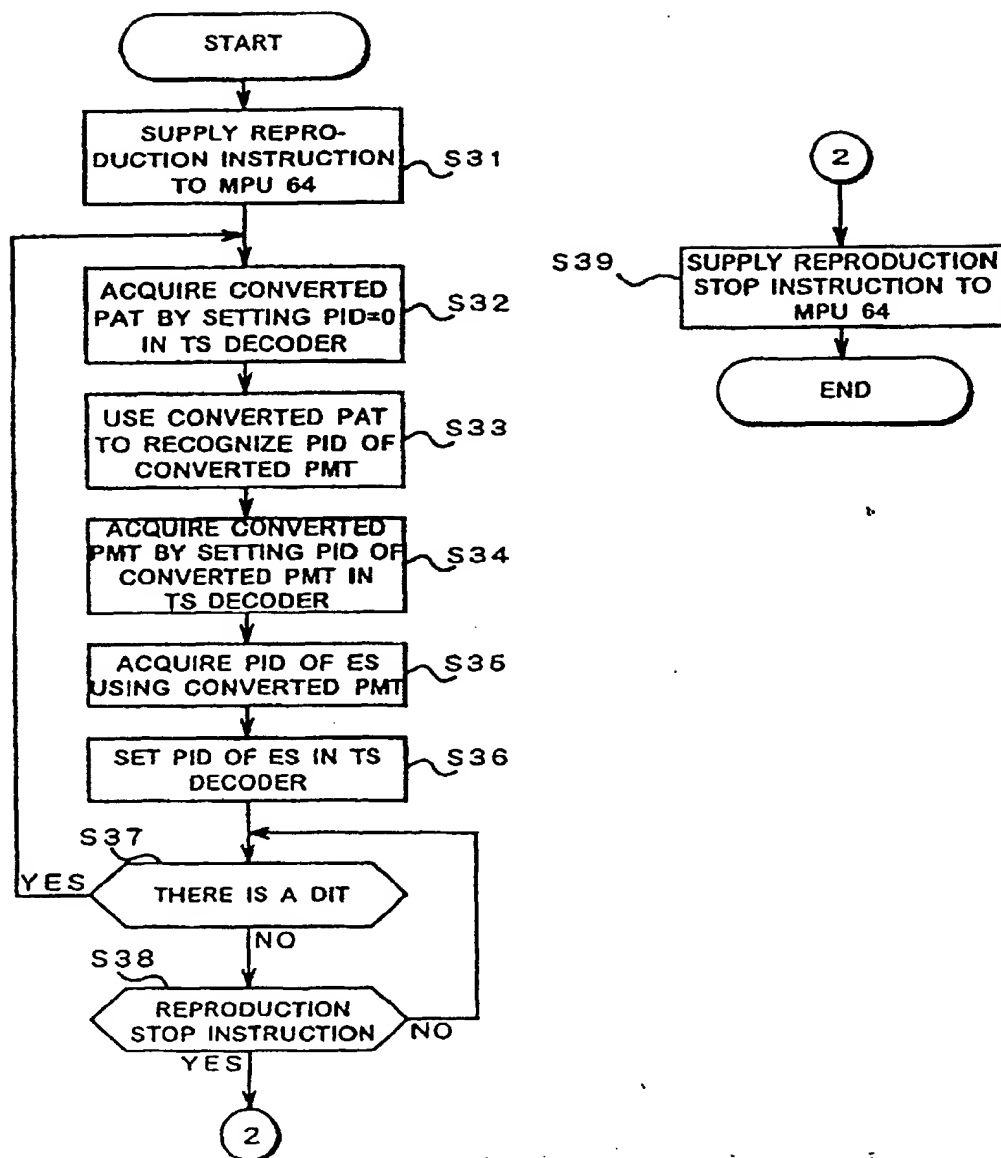 START
SUPPLY REPRO-
DUCTION INSTRUCTION
TO MPU 64
S31
ACQUIRE CONVERTED
PAT BY SETTING PID=0
IN TS DECODER
S32
USE CONVERTED PAT
TO RECOGNIZE PID OF
CONVERTED PMT
S33
ACQUIRE CONVERTED
PMT BY SETTING PID OF
CONVERTED PMT IN
TS DECODER
S34
ACQUIRE PID OF ES
USING CONVERTED PMT
S35
SET PID OF ES IN TS
DECODER
S36
S37
YES
THERE IS A DIT
NO
S38
REPRODUCTION
STOP INSTRUCTION
NO
YES
2
2
S39
SUPPLY REPRODUCTION
STOP INSTRUCTION TO
MPU 64
END